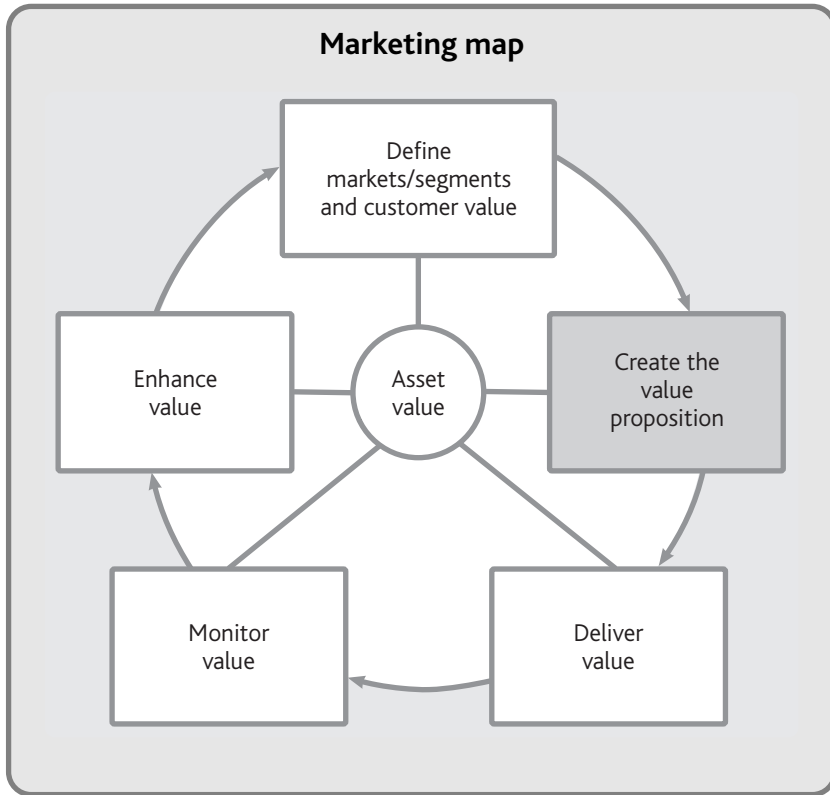 Marketing map
Define
markets/segments
and customer value
Enhance
value
Asset
value
Create the
value
proposition
Monitor
value
Deliver
value